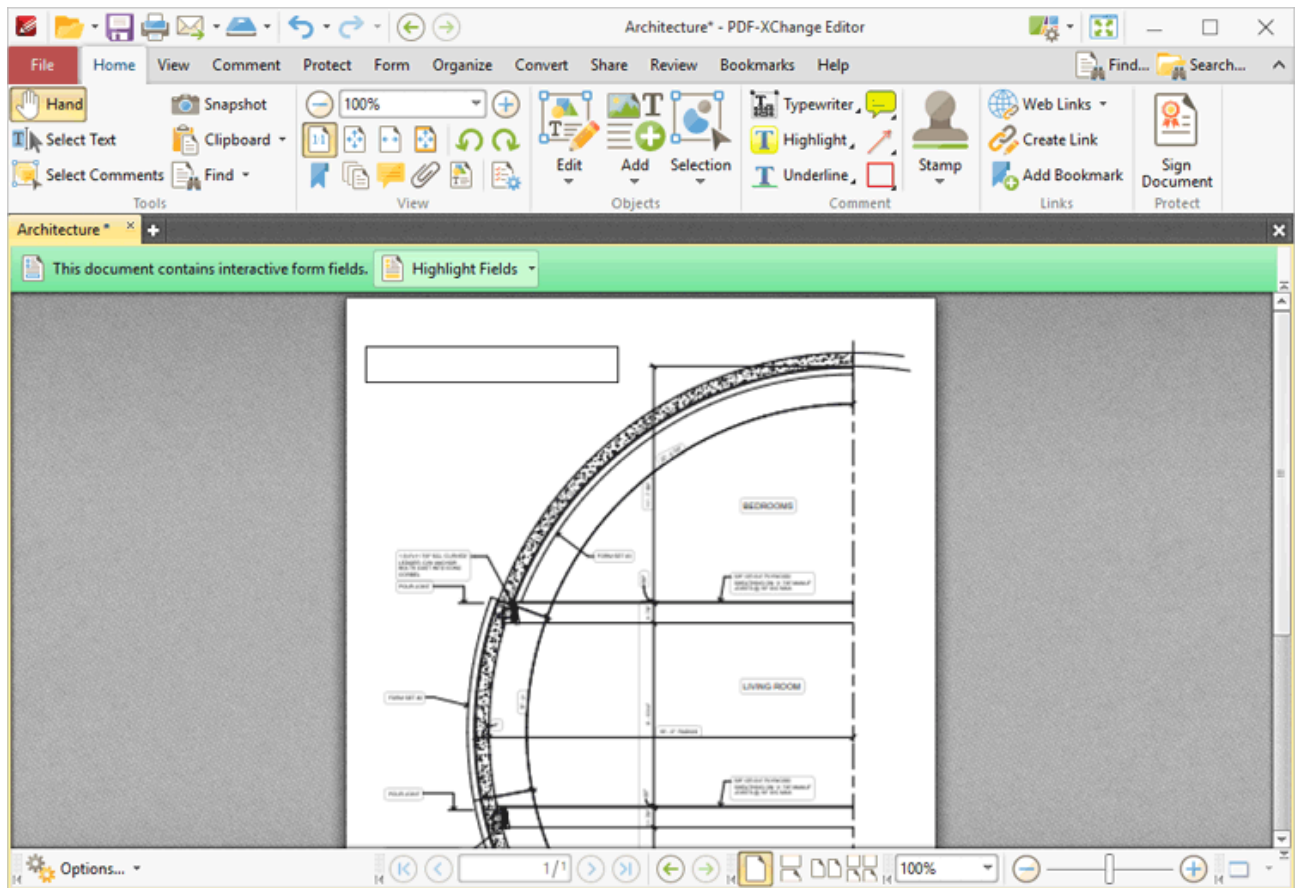 Architecture* - PDF-XChange Editor
File Home View Comment Protect Form Organize Convert Share Review Bookmarks Help Find... Search...
Hand Snapshot 100% Typewriter Web Links
Select Text Clipboard 1:1 Highlight Create Link
Edit Add Selection Stamp Sign Document
Select Comments Find Underline Add Bookmark
Tools View Objects Comment Links Protect
Architecture *
This document contains interactive form fields. Highlight Fields
BEDROOMS
LIVING ROOM
Options... 1/1 100%